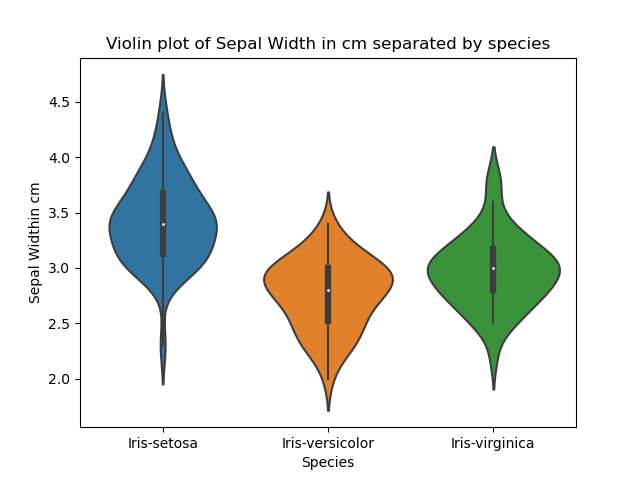 Violin plot of Sepal Width in cm separated by species
Sepal Widthin cm
4.5
4.0
3.5
3.0
2.5
2.0
Iris-setosa Iris-versicolor Iris-virginica
Species